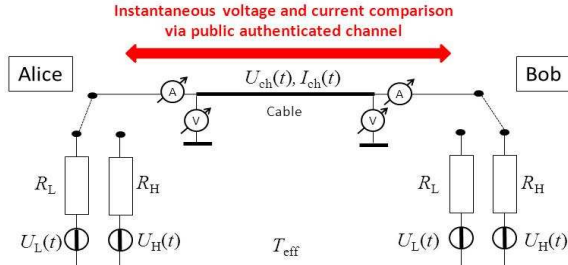 Instantaneous voltage and current comparison
via public authenticated channel
Alice
Bob
U_ch(t), I_ch(t)
A
A
V
V
Cable
R_L
R_H
R_L
R_H
U_L(t)
U_H(t)
T_eff
U_L(t)
U_H(t)